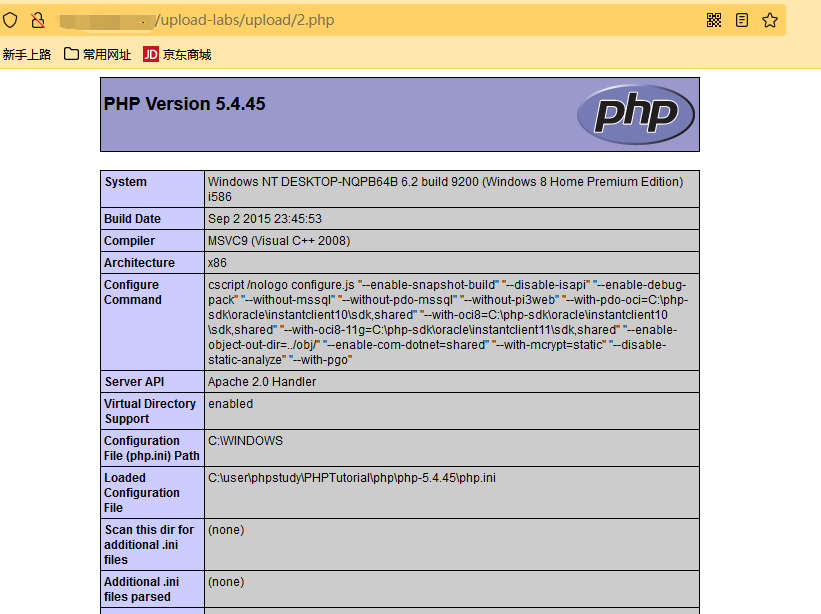 /upload-labs/upload/2.php
新手上路 常用网址 JD 京东商城
PHP Version 5.4.45
php
System
Windows NT DESKTOP-NQPB64B 6.2 build 9200 (Windows 8 Home Premium Edition)
i586
Build Date
Sep 2 2015 23:45:53
Compiler
MSVC9 (Visual C++ 2008)
Architecture
x86
Configure
Command
cscript /nologo configure.js "--enable-snapshot-build" "--disable-isapi" "--enable-debug-
pack" "--without-mssql" "--without-pdo-mssql" "--without-pi3web" "--with-pdo-oci=C:\php-
sdk\oracle\instantclient10\sdk,shared" "--with-oci8=C:\php-sdk\oracle\instantclient10
\sdk,shared" "--with-oci8-11g=C:\php-sdk\oracle\instantclient11\sdk,shared" "--enable-
object-out-dir=../obj/" "--enable-com-dotnet=shared" "--with-mcrypt=static" "--disable-
static-analyze" "--with-pgo"
Server API
Apache 2.0 Handler
Virtual Directory
Support
enabled
Configuration
File (php.ini) Path
C:\WINDOWS
Loaded
Configuration
File
C:\user\phpstudy\PHPTutorial\php\php-5.4.45\php.ini
Scan this dir for
additional .ini
files
(none)
Additional .ini
files parsed
(none)